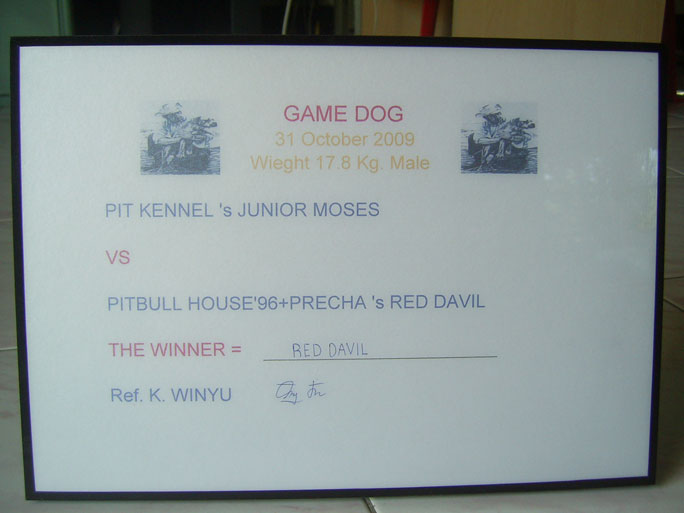 GAME DOG
31 October 2009
Wieght 17.8 Kg. Male
PIT KENNEL 's JUNIOR MOSES
VS
PITBULL HOUSE'96+PRECHA 's RED DAVIL
THE WINNER = RED DAVIL
Ref. K. WINYU